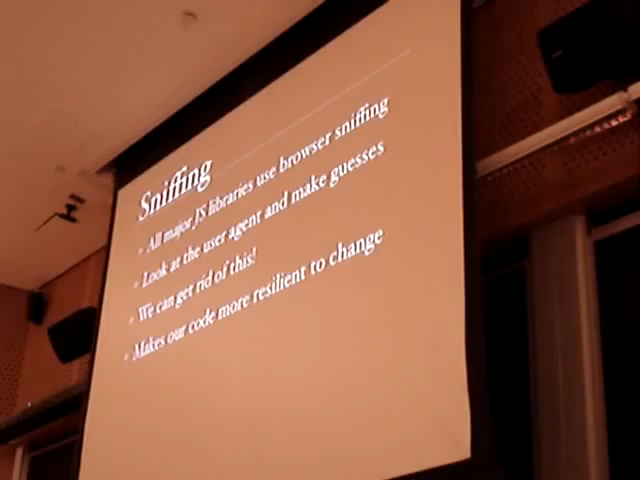 Sniffing
All major JS libraries use browser sniffing
Look at the user agent and make guesses
We can get rid of this!
Makes our code more resilient to change